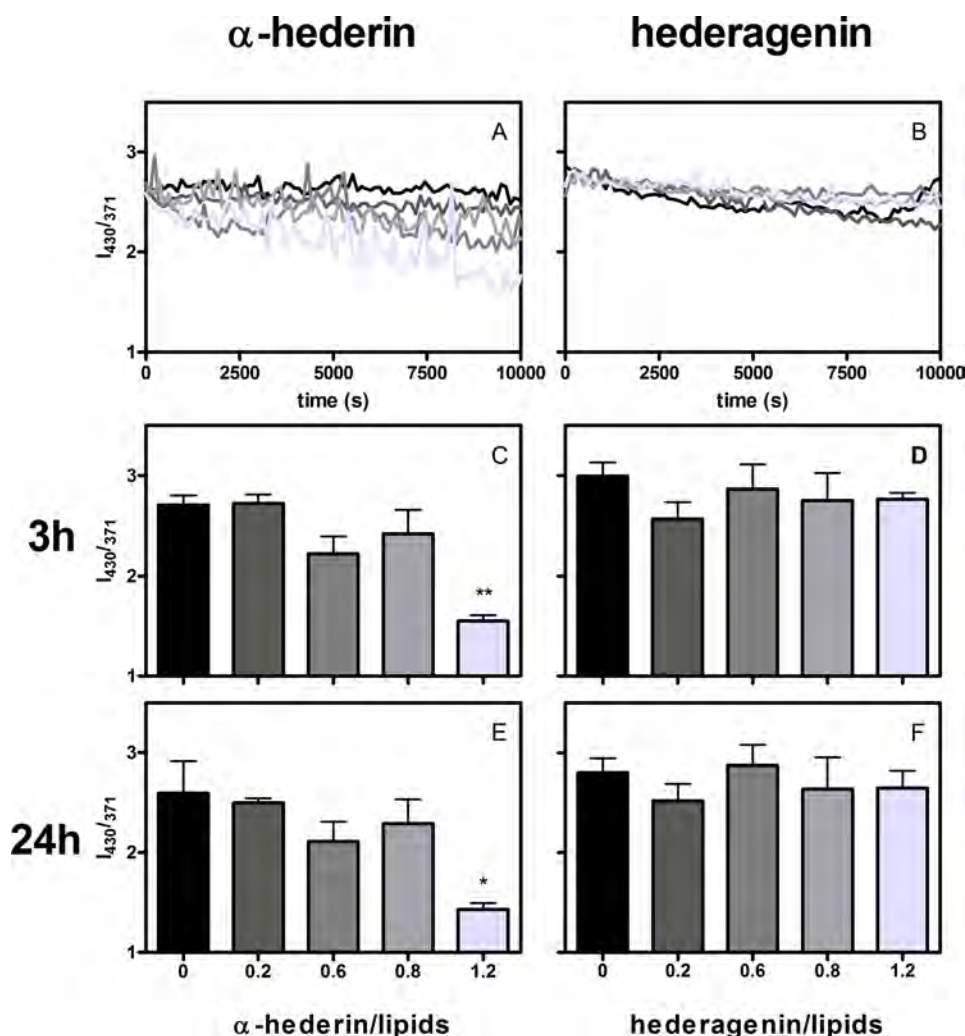 α-hederin hederagenin
A B
3 2 1
I430/371
0 2500 5000 7500 10000 0 2500 5000 7500 10000
time (s) time (s)
C D
3h
3 2 1
I430/371
**
E F
24h
3 2 1
I430/371
*
0 0.2 0.6 0.8 1.2 0 0.2 0.6 0.8 1.2
α-hederin/lipids hederagenin/lipids